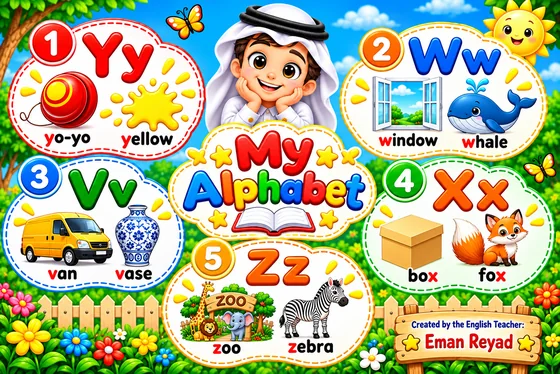 1
Yy
yo-yo yellow
2
Ww
window whale
My
Alphabet
3
Vv
van vase
4
Xx
box fox
5
Zz
ZOO
zoo zebra
Created by the English Teacher:
Eman Reyad